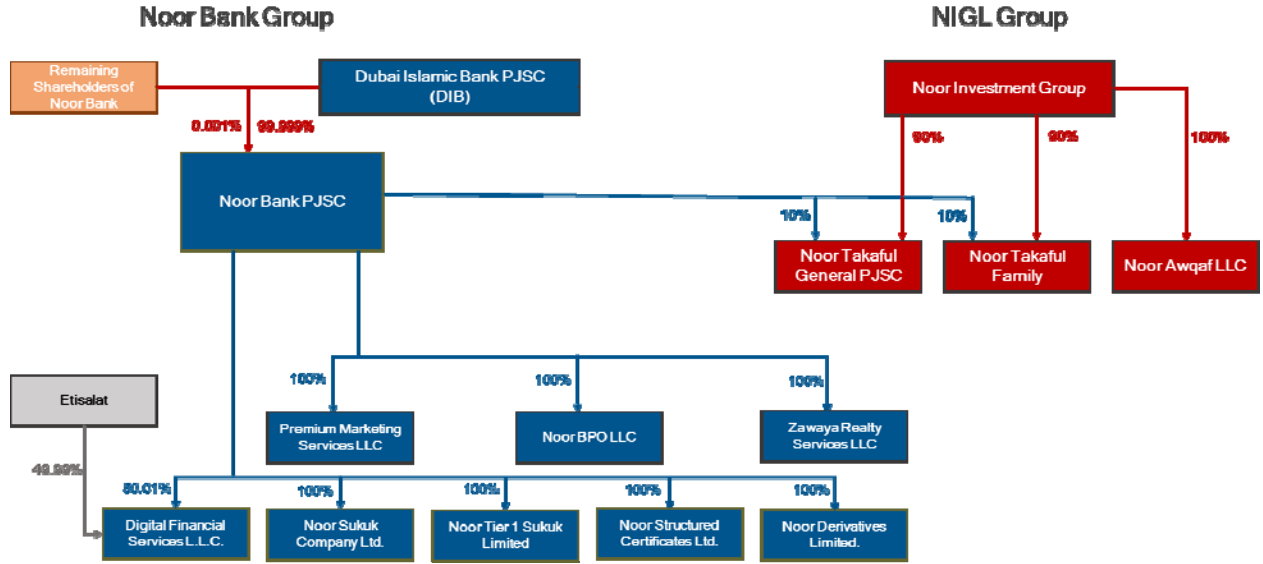 Noor Bank Group
NIGL Group
Remaining
Shareholders of
Noor Bank
Dubai Islamic Bank PJSC
(DIB)
Noor Investment Group
0.001%
99.999%
90%
90%
100%
Noor Bank PJSC
10%
10%
Noor Takaful
General PJSC
Noor Takaful
Family
Noor Awqaf LLC
100%
100%
100%
Etisalat
Premium Marketing
Services LLC
Noor BPO LLC
Zawaya Realty
Services LLC
49.99%
50.01%
100%
100%
100%
100%
Digital Financial
Services L.L.C.
Noor Sukuk
Company Ltd.
Noor Tier 1 Sukuk
Limited
Noor Structured
Certificates Ltd.
Noor Derivatives
Limited.